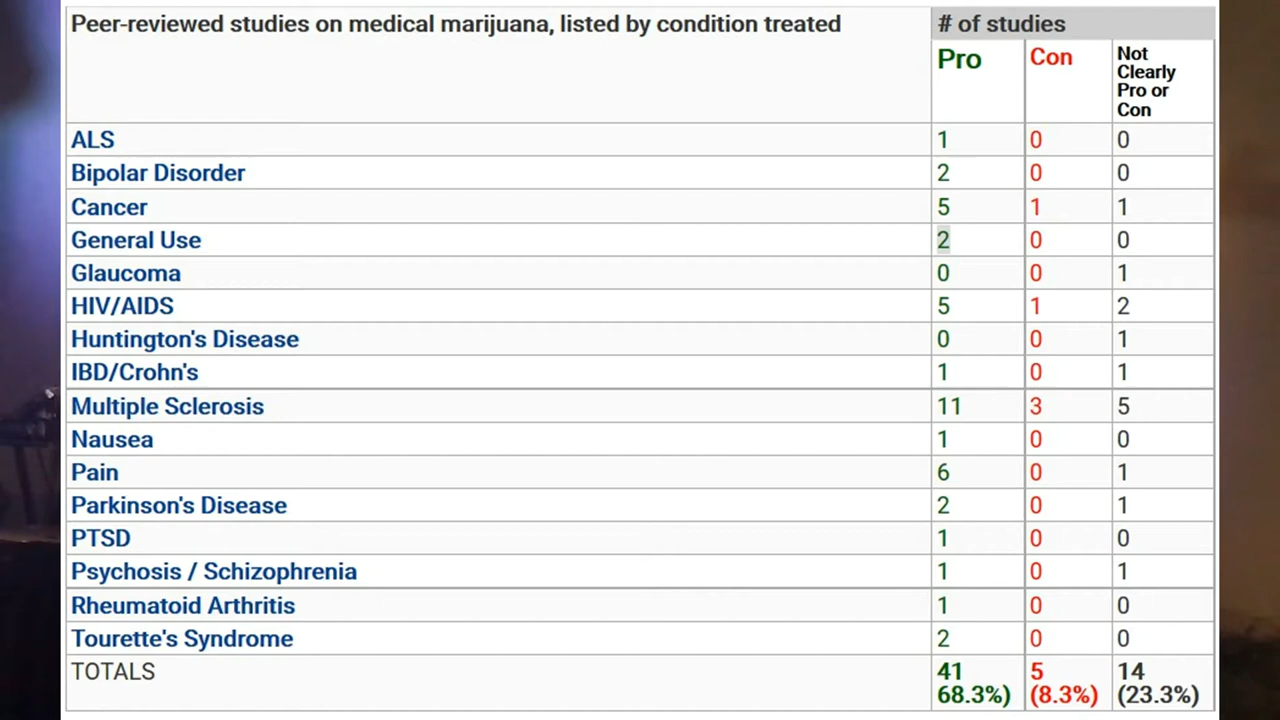 Peer-reviewed studies on medical marijuana, listed by condition treated # of studies
Pro Con Not Clearly Pro or Con
ALS 1 0 0
Bipolar Disorder 2 0 0
Cancer 5 1 1
General Use 2 0 0
Glaucoma 0 0 1
HIV/AIDS 5 1 2
Huntington's Disease 0 0 1
IBD/Crohn's 1 0 1
Multiple Sclerosis 11 3 5
Nausea 1 0 0
Pain 6 0 1
Parkinson's Disease 2 0 1
PTSD 1 0 0
Psychosis / Schizophrenia 1 0 1
Rheumatoid Arthritis 1 0 0
Tourette's Syndrome 2 0 0
TOTALS 41 5 14
68.3%) (8.3%) (23.3%)